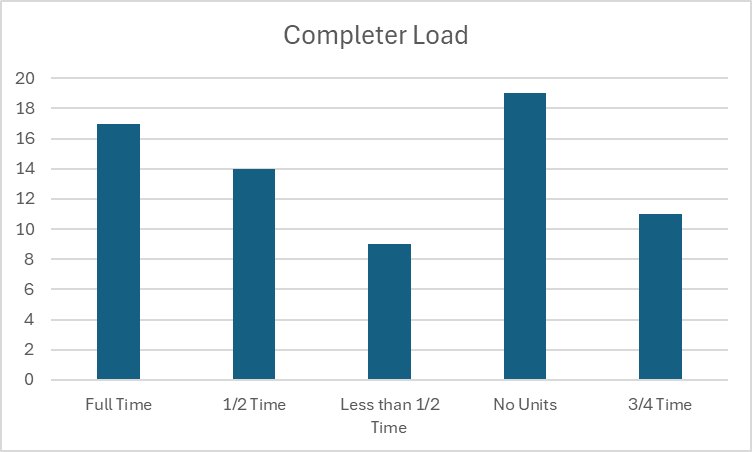 Completer Load
20
18
16
14
12
10
8
6
4
2
0
Full Time
1/2 Time
Less than 1/2
Time
No Units
3/4 Time